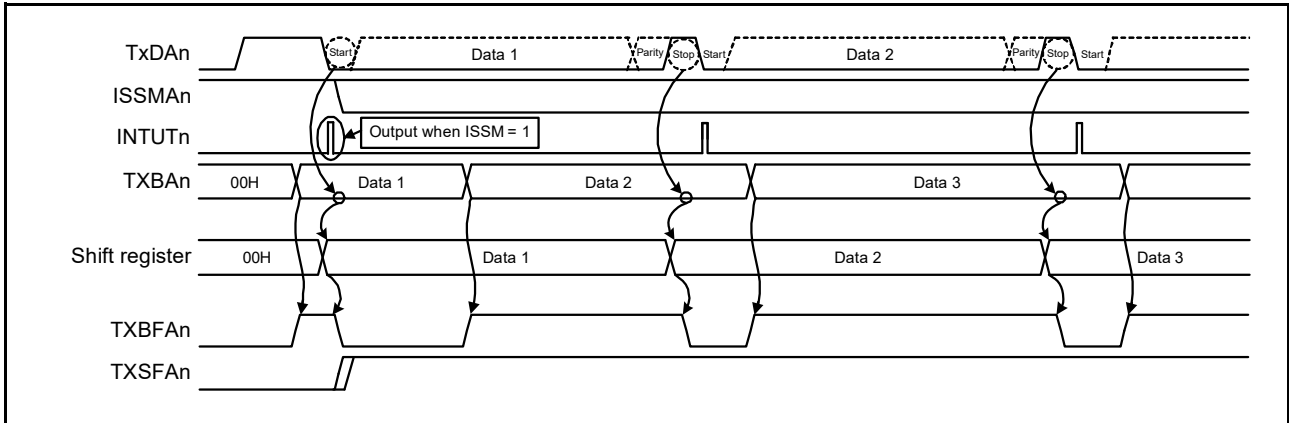 TxDAn Start Data 1 Parity Stop Start Data 2 Parity Stop Start
ISSMAn
INTUTn Output when ISSM = 1
TXBAn 00H Data 1 Data 2 Data 3
Shift register 00H Data 1 Data 2 Data 3
TXBFAn
TXSFAn